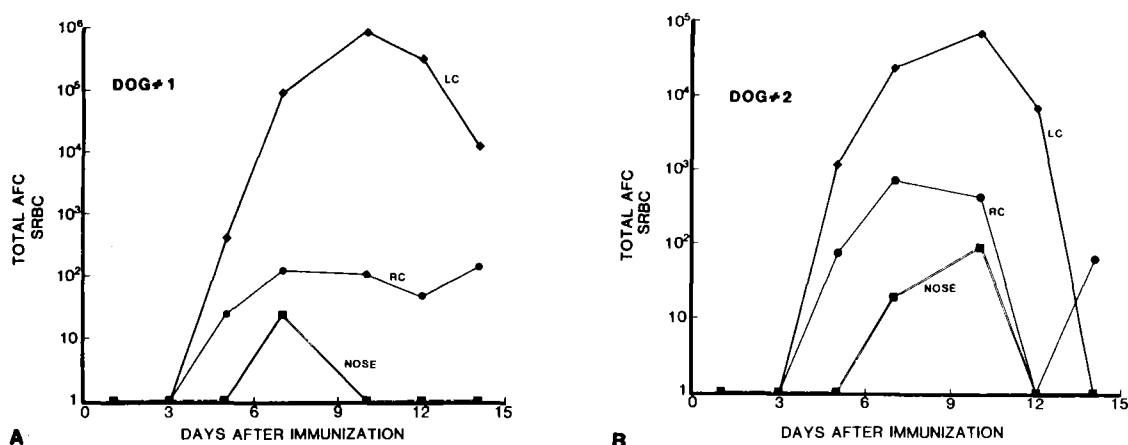 10⁶
10⁵
10⁴
10³
10²
10
1
TOTAL AFC
SRBC
DOG≠1
LC
RC
NOSE
0 3 6 9 12 15
DAYS AFTER IMMUNIZATION
A
10⁵
10⁴
10³
10²
10
1
TOTAL AFC
SRBC
DOG≠2
LC
RC
NOSE
0 3 6 9 12 15
DAYS AFTER IMMUNIZATION
B